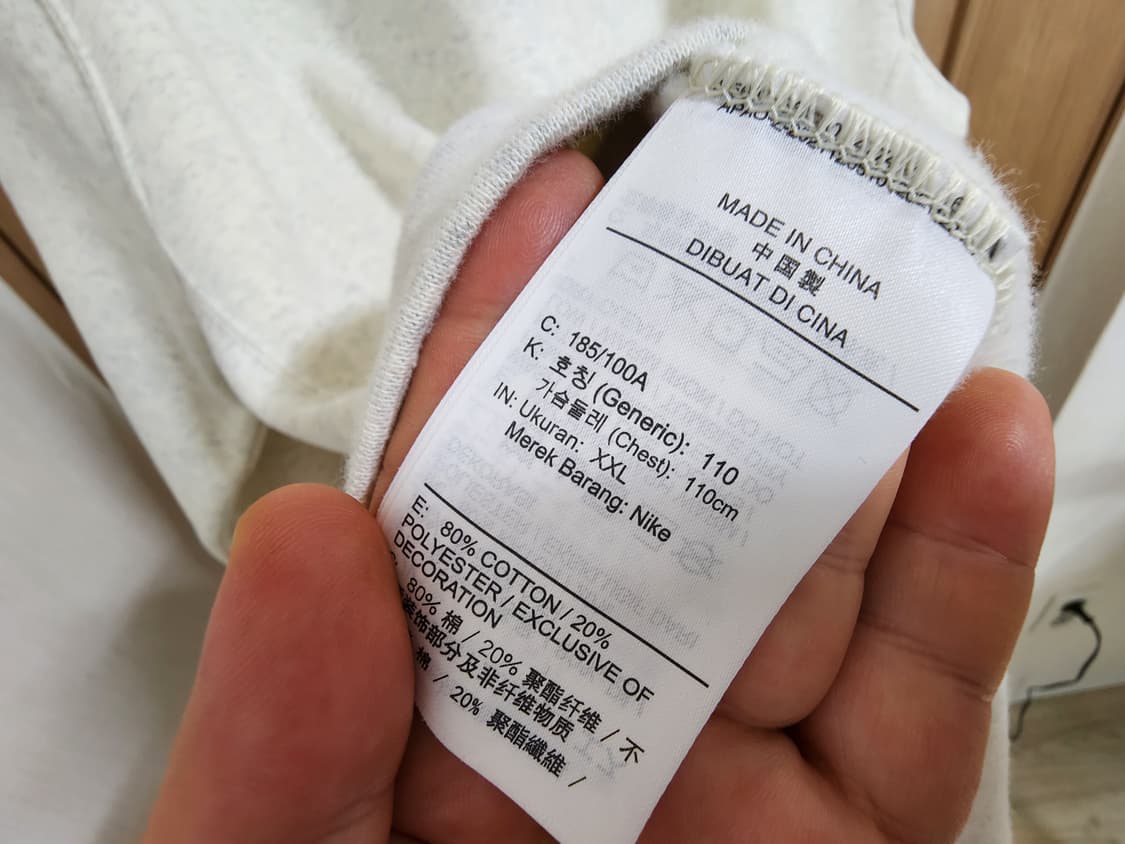 MADE IN CHINA
中國製
DIBUAT DI CINA
C: 185/100A
K: 호칭 (Generic): 110
가슴둘레 (Chest): 110cm
IN: Ukuran: XXL
Merek Barang: Nike
E: 80% COTTON / 20%
POLYESTER / EXCLUSIVE OF
DECORATION
80% 棉 / 20% 聚酯纤维 / 不
装饰部分及非纤维物质
棉 / 20% 聚酯纖維 /